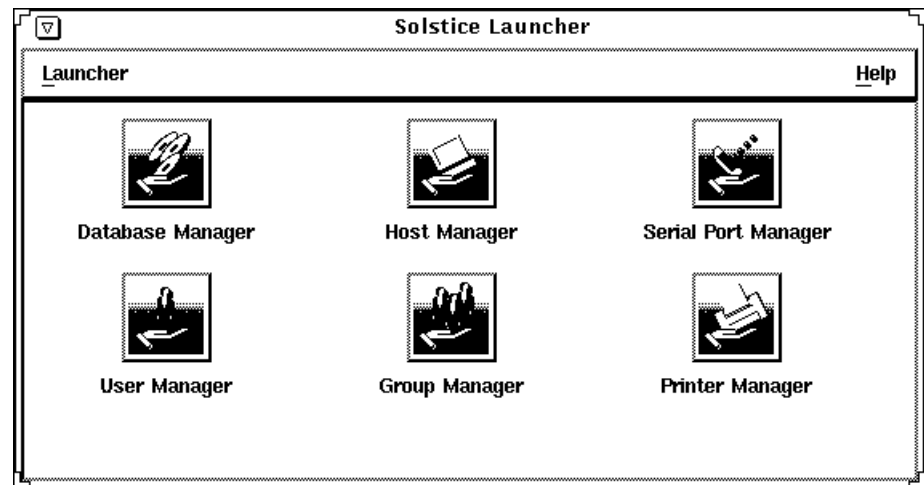 Solstice Launcher
Launcher Help
Database Manager Host Manager Serial Port Manager
User Manager Group Manager Printer Manager